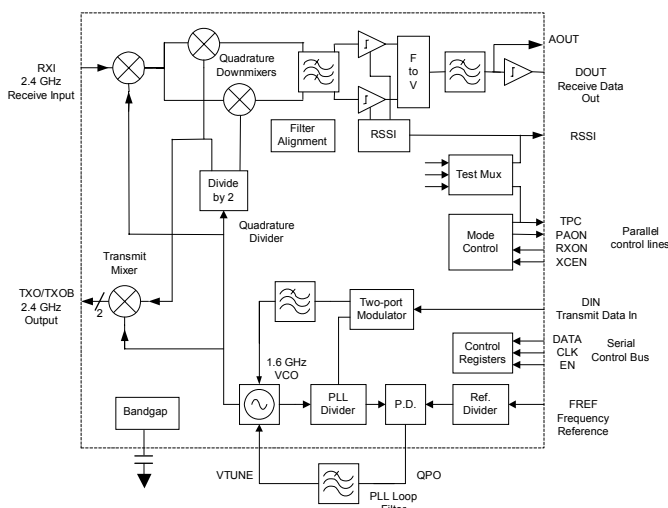 RXI
2.4 GHz
Receive Input
Quadrature
Downmixers
F
to
V
AOUT
DOUT
Receive Data
Out
Filter
Alignment
RSSI
RSSI
Test Mux
Divide
by 2
Quadrature
Divider
Mode
Control
TPC
PAON
RXON
XCEN
Parallel
control lines
Transmit
Mixer
TXO/TXOB
2.4 GHz
Output
2
Two-port
Modulator
DIN
Transmit Data In
Control
Registers
DATA
CLK
EN
Serial
Control Bus
1.6 GHz
VCO
PLL
Divider
P.D.
Ref.
Divider
FREF
Frequency
Reference
Bandgap
VTUNE
QPO
PLL Loop
Filter